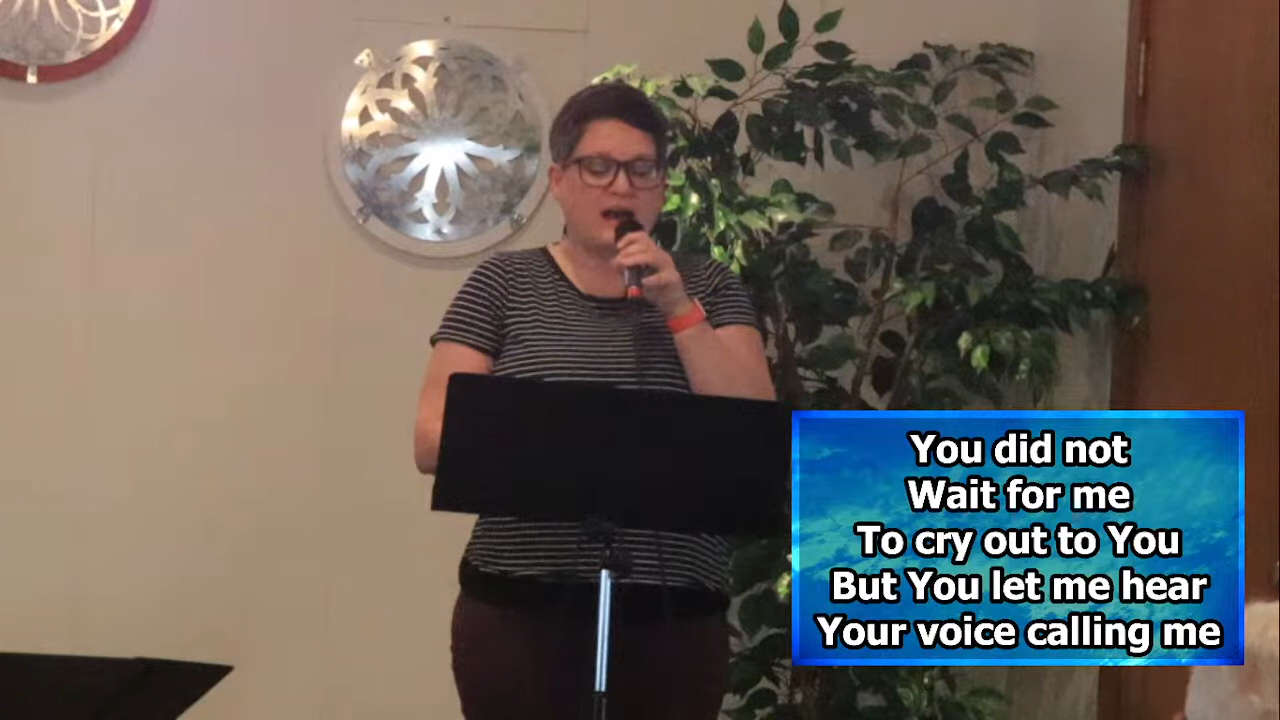 You did not
Wait for me
To cry out to You
But You let me hear
Your voice calling me